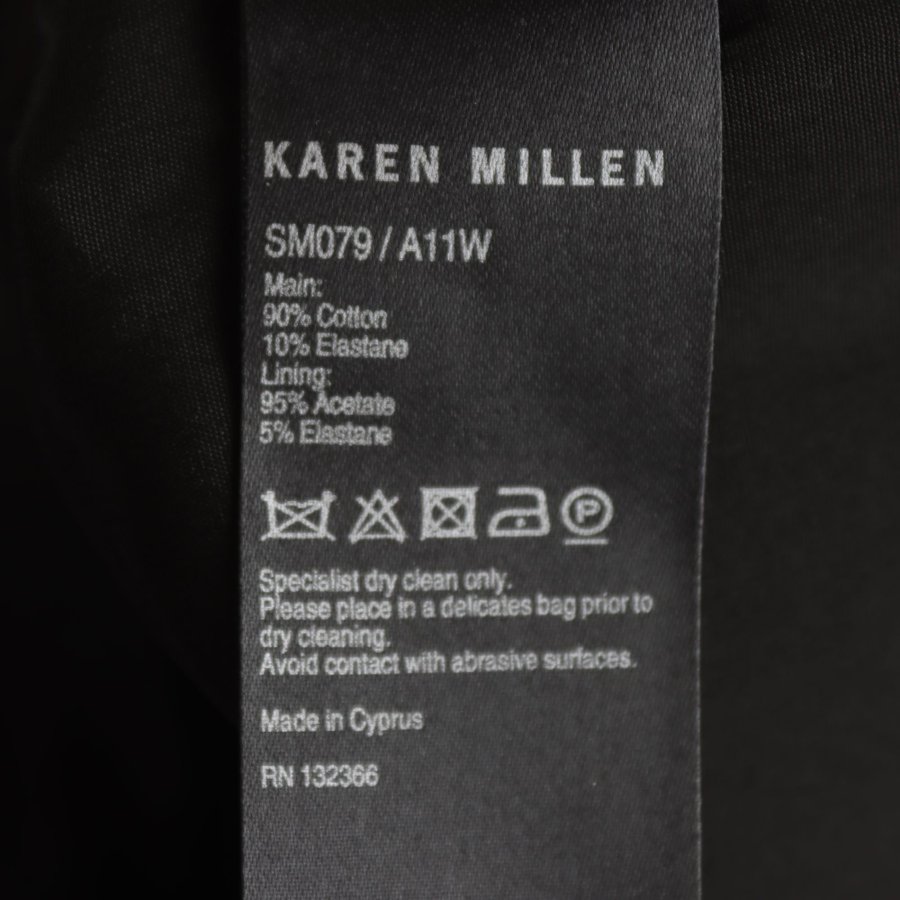 KAREN MILLEN
SM079 / A11W
Main:
90% Cotton
10% Elastane
Lining:
95% Acetate
5% Elastane
P
Specialist dry clean only.
Please place in a delicates bag prior to
dry cleaning.
Avoid contact with abrasive surfaces.
Made in Cyprus
RN 132366